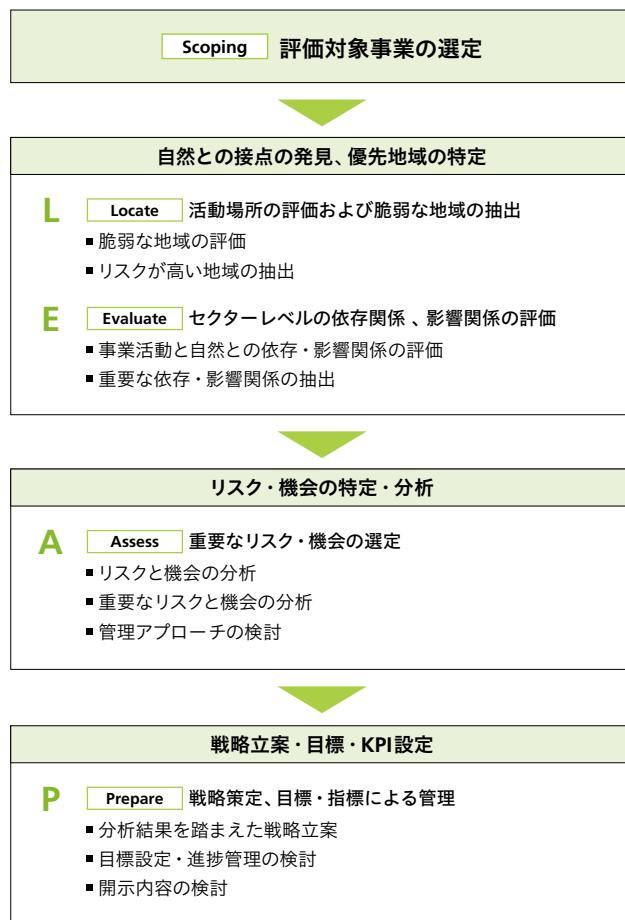 Scoping 評価対象事業の選定
自然との接点の発見、優先地域の特定
L Locate 活動場所の評価および脆弱な地域の抽出
■ 脆弱な地域の評価
■ リスクが高い地域の抽出
E Evaluate セクターレベルの依存関係、影響関係の評価
■ 事業活動と自然との依存・影響関係の評価
■ 重要な依存・影響関係の抽出
リスク・機会の特定・分析
A Assess 重要なリスク・機会の選定
■ リスクと機会の分析
■ 重要なリスクと機会の分析
■ 管理アプローチの検討
戦略立案・目標・KPI設定
P Prepare 戦略策定、目標・指標による管理
■ 分析結果を踏まえた戦略立案
■ 目標設定・進捗管理の検討
■ 開示内容の検討